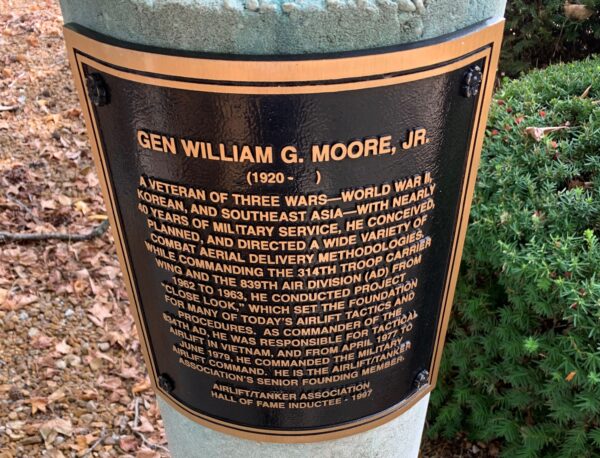 GEN WILLIAM G. MOORE, JR.
(1920 - )
A VETERAN OF THREE WARS—WORLD WAR II,
KOREAN, AND SOUTHEAST ASIA—WITH NEARLY
40 YEARS OF MILITARY SERVICE, HE CONCEIVED,
PLANNED, AND DIRECTED A WIDE VARIETY OF
COMBAT AERIAL DELIVERY METHODOLOGIES.
WHILE COMMANDING THE 314TH TROOP CARRIER
WING AND THE 839TH AIR DIVISION (AD) FROM
1962 TO 1963, HE CONDUCTED PROJECT
"CLOSE LOOK," WHICH SET THE FOUNDATION
FOR MANY OF TODAY'S AIRLIFT TACTICS AND
PROCEDURES. AS COMMANDER OF THE
834TH AD, HE WAS RESPONSIBLE FOR TACTICAL
AIRLIFT IN VIETNAM, AND FROM APRIL 1977 TO
JUNE 1979, HE COMMANDED THE MILITARY
AIRLIFT COMMAND. HE IS THE AIRLIFT/TANKER
ASSOCIATION'S SENIOR FOUNDING MEMBER.
AIRLIFT/TANKER ASSOCIATION
HALL OF FAME INDUCTEE - 1997